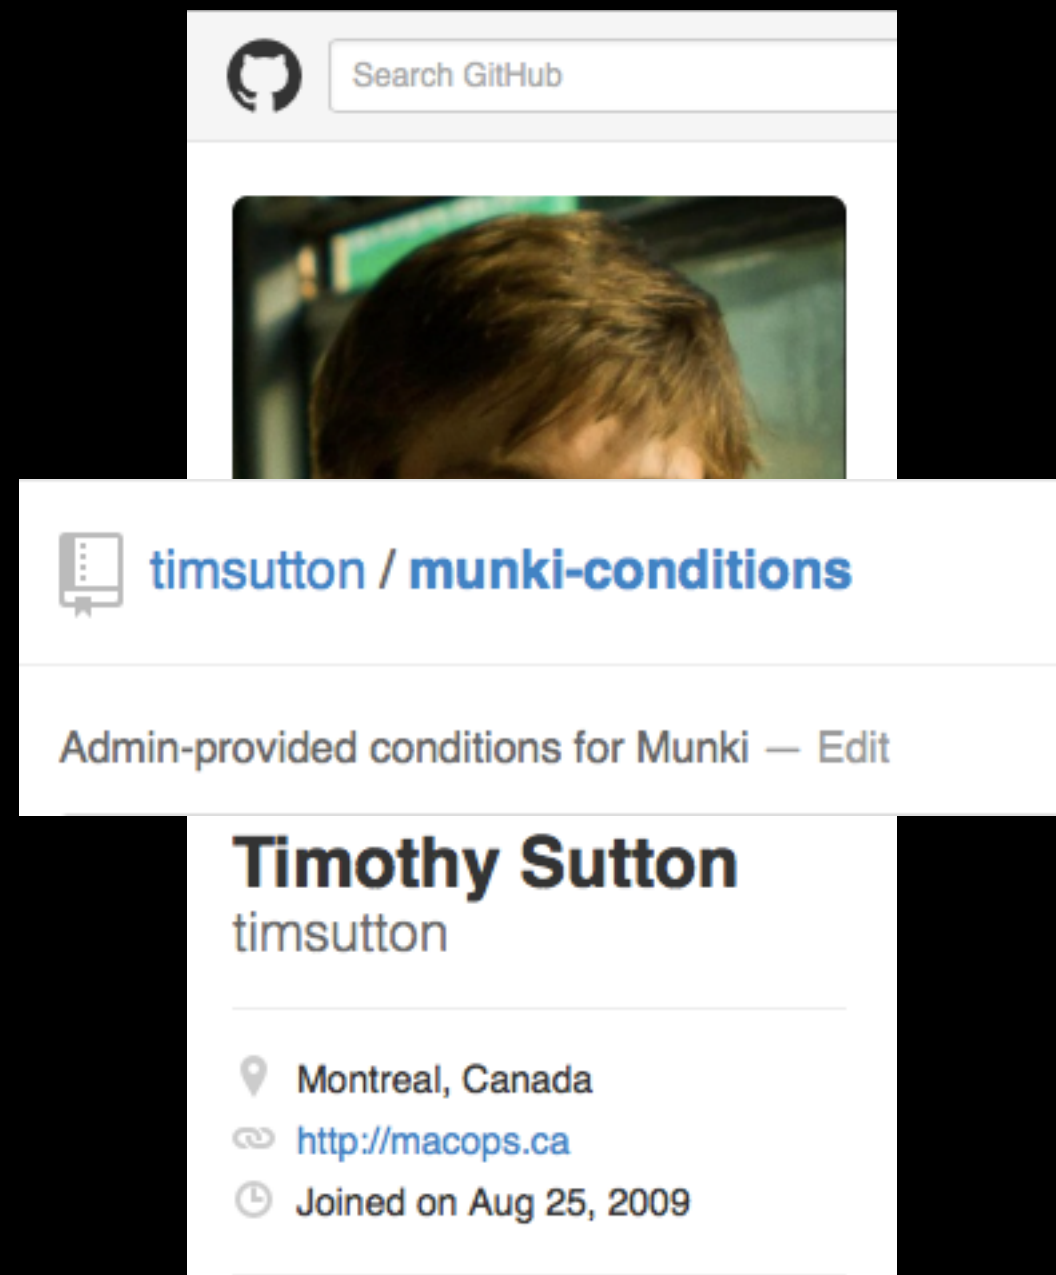 Search GitHub
timsutton / munki-conditions
Admin-provided conditions for Munki — Edit
Timothy Sutton
timsutton
Montreal, Canada
http://macops.ca
Joined on Aug 25, 2009